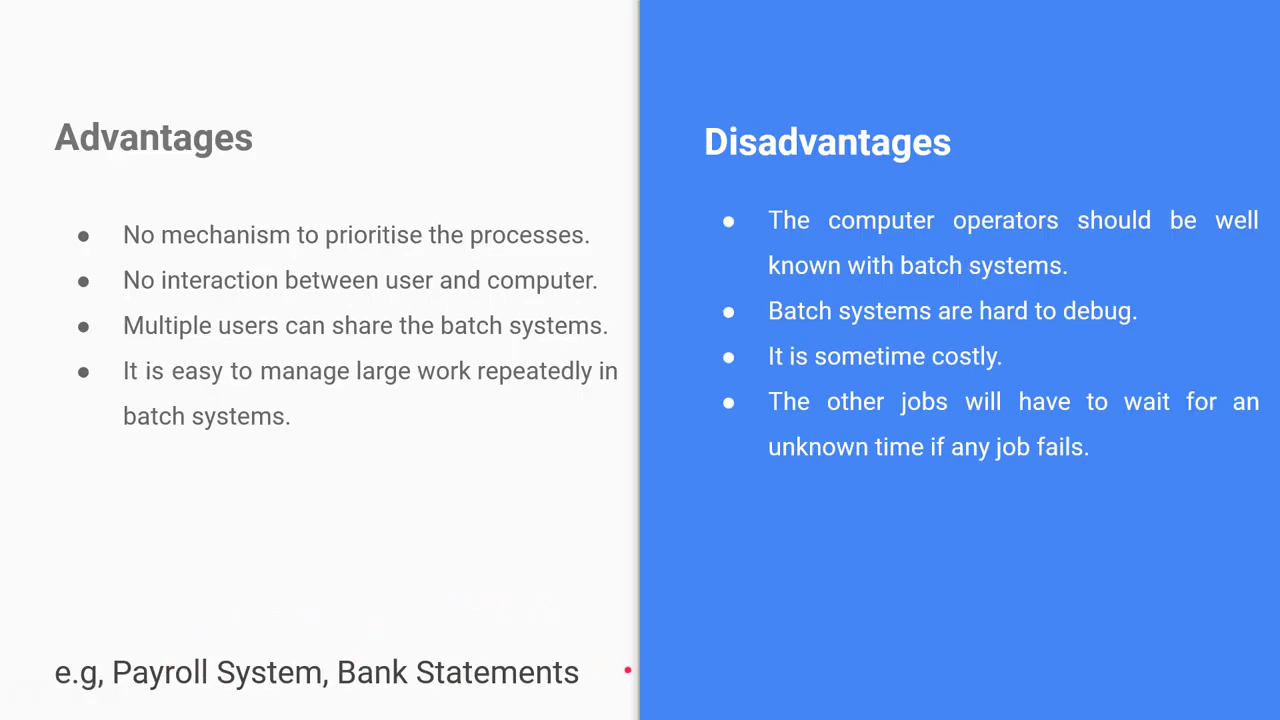 Advantages
● No mechanism to prioritise the processes.
● No interaction between user and computer.
● Multiple users can share the batch systems.
● It is easy to manage large work repeatedly in
batch systems.
e.g, Payroll System, Bank Statements
Disadvantages
● The computer operators should be well
known with batch systems.
● Batch systems are hard to debug.
● It is sometime costly.
● The other jobs will have to wait for an
unknown time if any job fails.